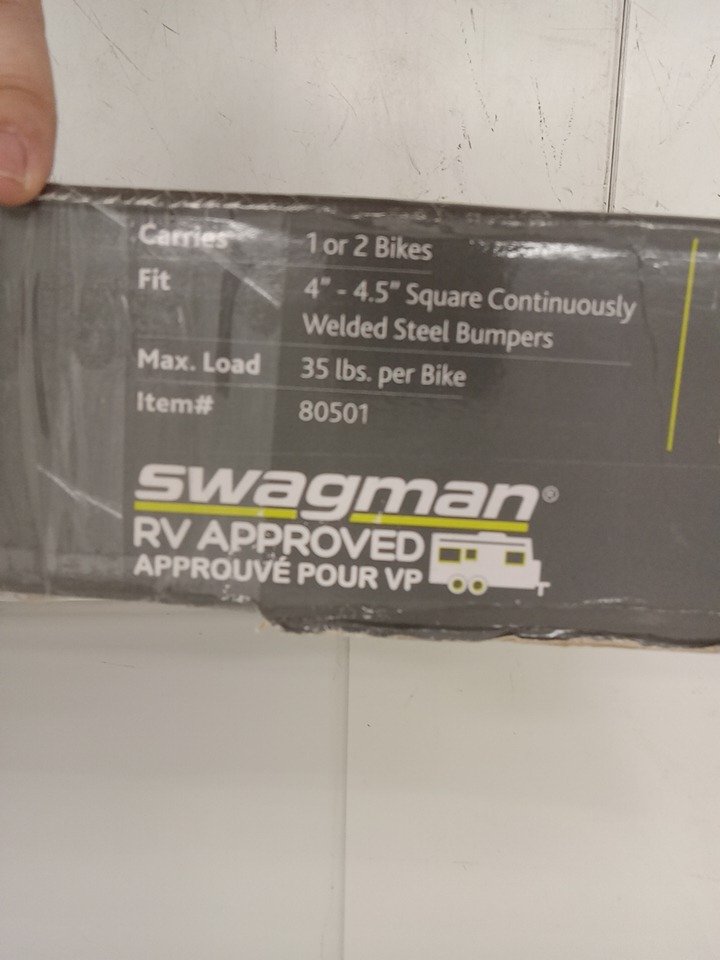 Carries 1 or 2 Bikes
Fit 4" - 4.5" Square Continuously
Welded Steel Bumpers
Max. Load 35 lbs. per Bike
Item# 80501
swagman®
RV APPROVED
APPROUVÉ POUR VP